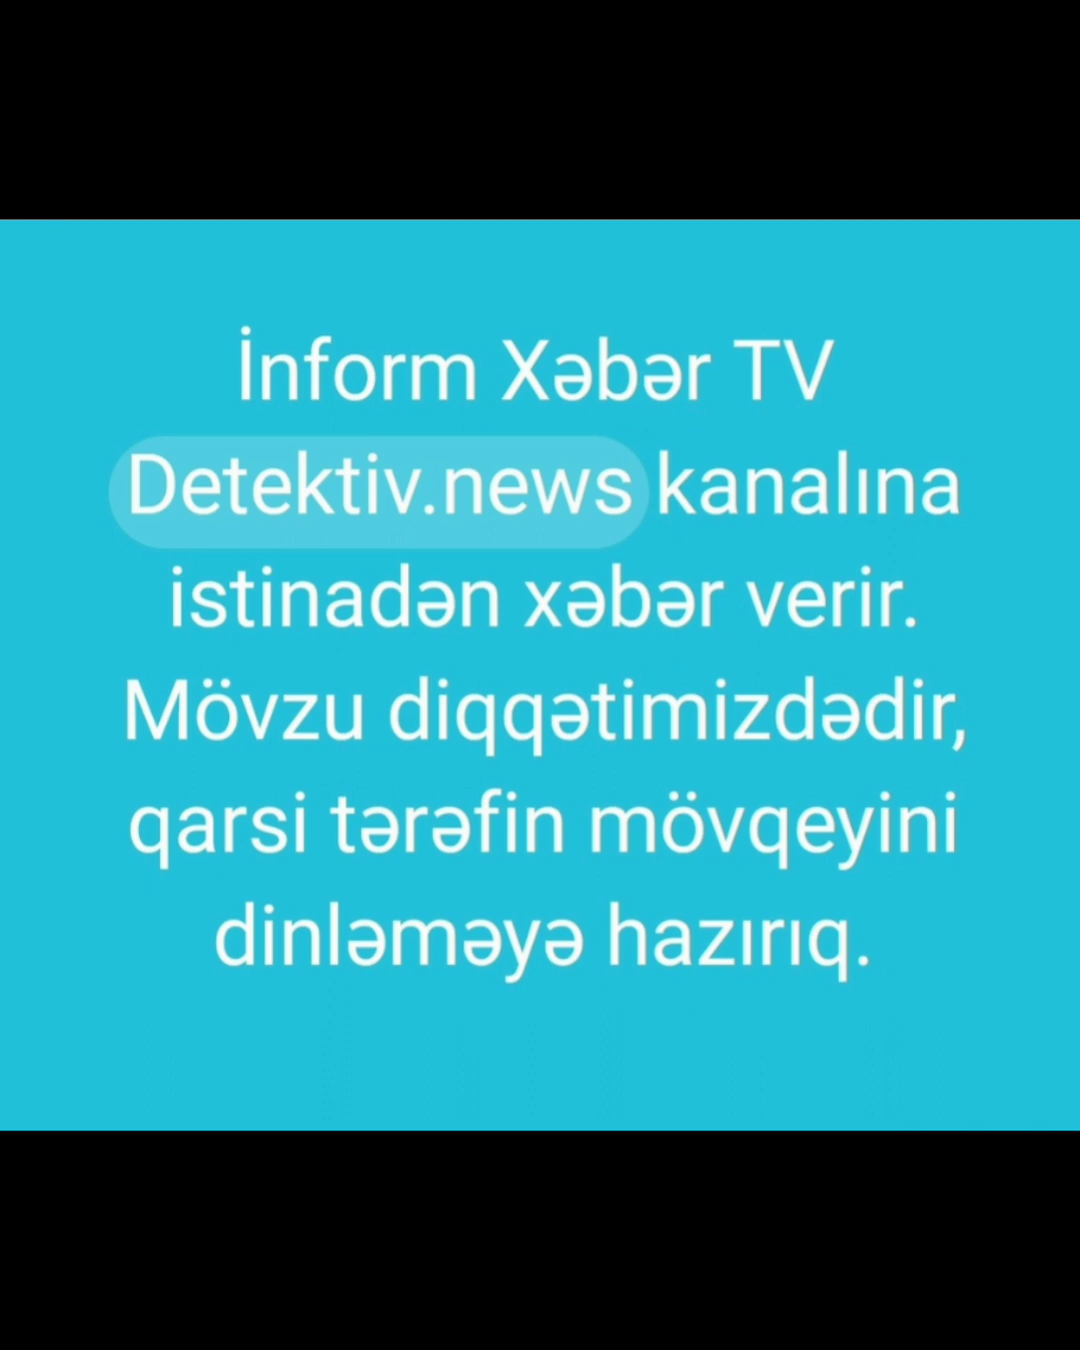 İnform Xəbər TV
Detektiv.news kanalına
istinadən xəbər verir.
Mövzu diqqətimizdədir,
qarsi tərəfin mövqeyini
dinləməyə hazırıq.